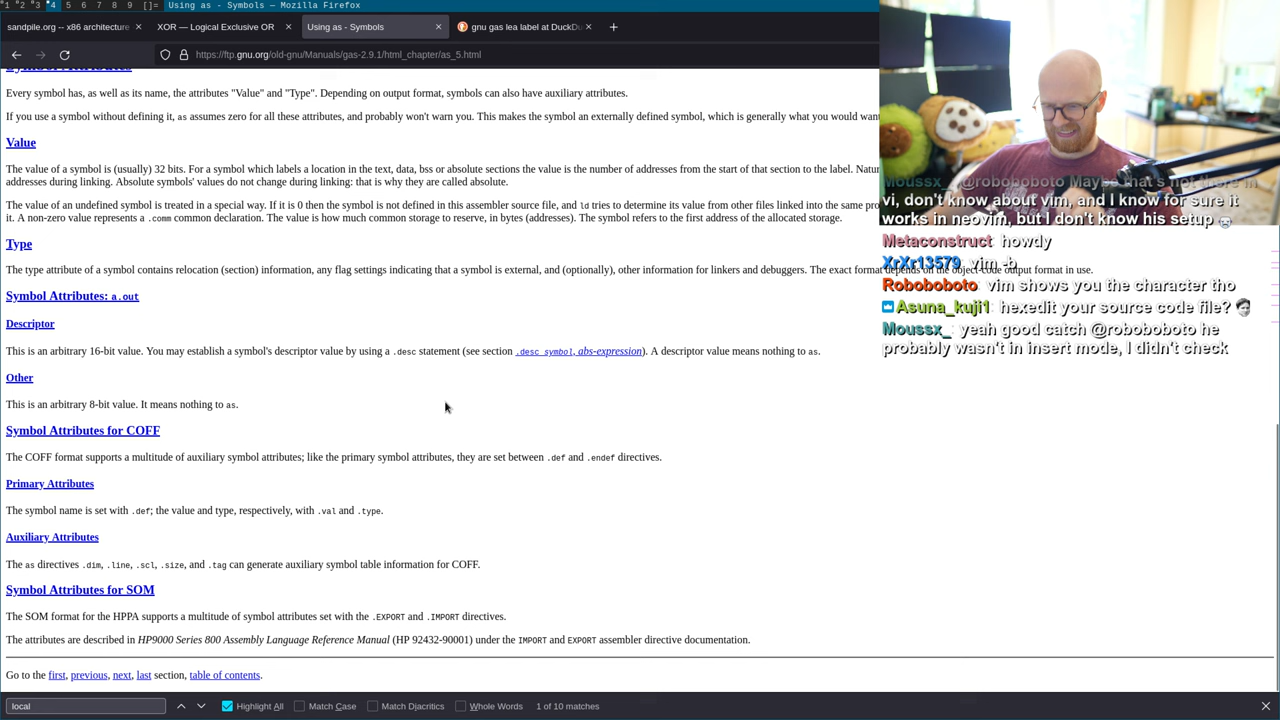 1 2 3 4 5 6 7 8 9 []= Using as - Symbols — Mozilla Firefox
sandpile.org -- x86 architecture
XOR — Logical Exclusive OR
Using as - Symbols
gnu gas lea label at DuckDu
https://ftp.gnu.org/old-gnu/Manuals/gas-2.9.1/html_chapter/as_5.html
Every symbol has, as well as its name, the attributes "Value" and "Type". Depending on output format, symbols can also have auxiliary attributes.
If you use a symbol without defining it, as assumes zero for all these attributes, and probably won't warn you. This makes the symbol an externally defined symbol, which is generally what you would want
Value
The value of a symbol is (usually) 32 bits. For a symbol which labels a location in the text, data, bss or absolute sections the value is the number of addresses from the start of that section to the label. Natur
addresses during linking. Absolute symbols' values do not change during linking: that is why they are called absolute.
The value of an undefined symbol is treated in a special way. If it is 0 then the symbol is not defined in this assembler source file, and ld tries to determine its value from other files linked into the same pro
it. A non-zero value represents a .comm common declaration. The value is how much common storage to reserve, in bytes (addresses). The symbol refers to the first address of the allocated storage.
Type
The type attribute of a symbol contains relocation (section) information, any flag settings indicating that a symbol is external, and (optionally), other information for linkers and debuggers. The exact format depends on the object-code output format in use.
Symbol Attributes: a.out
Descriptor
This is an arbitrary 16-bit value. You may establish a symbol's descriptor value by using a .desc statement (see section .desc symbol, abs-expression). A descriptor value means nothing to as.
Other
This is an arbitrary 8-bit value. It means nothing to as.
Symbol Attributes for COFF
The COFF format supports a multitude of auxiliary symbol attributes; like the primary symbol attributes, they are set between .def and .endef directives.
Primary Attributes
The symbol name is set with .def; the value and type, respectively, with .val and .type.
Auxiliary Attributes
The as directives .dim, .line, .scl, .size, and .tag can generate auxiliary symbol table information for COFF.
Symbol Attributes for SOM
The SOM format for the HPPA supports a multitude of symbol attributes set with the .EXPORT and .IMPORT directives.
The attributes are described in HP9000 Series 800 Assembly Language Reference Manual (HP 92432-90001) under the IMPORT and EXPORT assembler directive documentation.
Go to the first, previous, next, last section, table of contents.
local
Highlight All
Match Case
Match Diacritics
Whole Words
1 of 10 matches
Moussx_ @roboboboto Maybe that's not there in
vi, don't know about vim, and I know for sure it
works in neovim, but I don't know his setup
Metaconstruct howdy
XrXr13579 vim -b
Roboboboto vim shows you the character tho
Asuna_kuji1 hexedit your source code file?
Moussx_ yeah good catch @roboboboto he
probably wasn't in insert mode, I didn't check